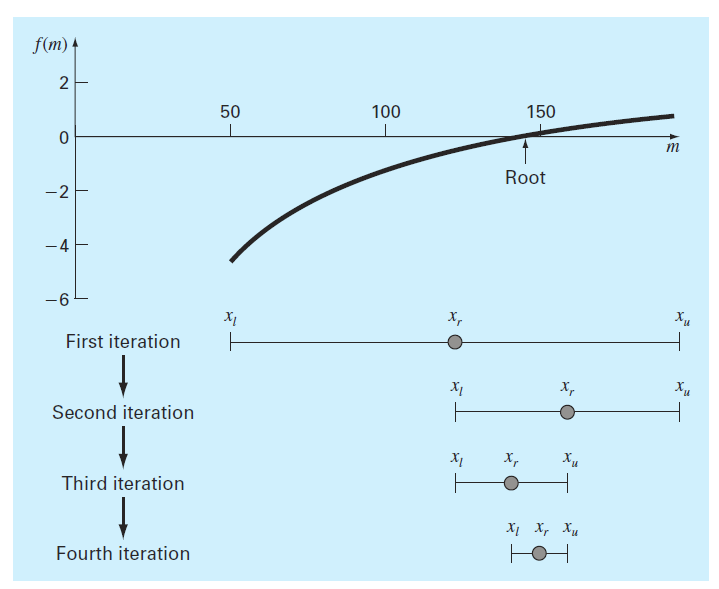 f(m)
2
50 100 150
0
m
Root
−2
−4
−6
x_l x_r x_u
First iteration
x_l x_r x_u
Second iteration
x_l x_r x_u
Third iteration
x_l x_r x_u
Fourth iteration